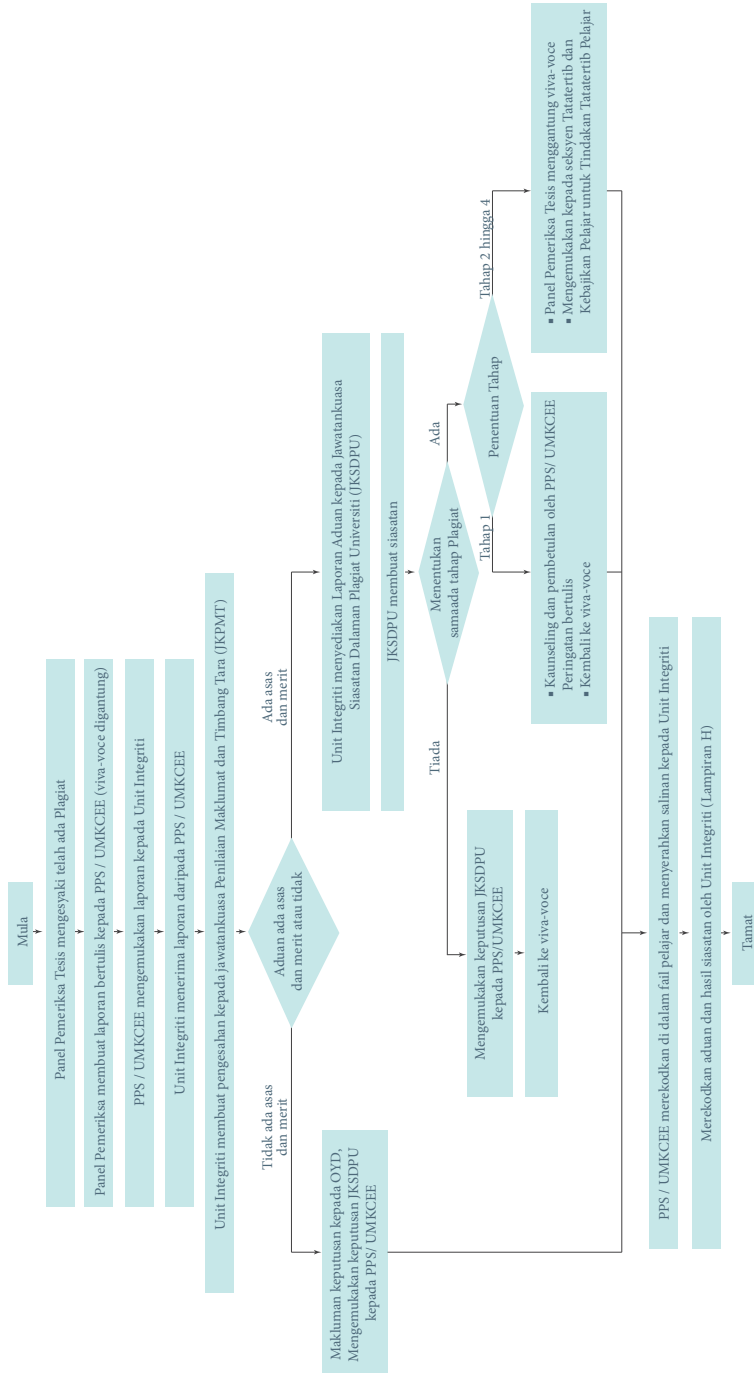 Mula
Panel Pemeriksa Tesis mengesyaki telah ada Plagiat
Panel Pemeriksa membuat laporan bertulis kepada PPS / UMKCEE (viva-voce digantung)
PPS / UMKCEE mengemukan laporan kepada Unit Integriti
Unit Integriti menerima laporan daripada PPS / UMKCEE
Unit Integriti membuat pengesahan kepada jawatankuasa Penilaian Maklumat dan Timbang Tara (JKPMT)
Aduan ada asas
dan merit atau tidak
Tidak ada asas
dan merit
Ada asas
dan merit
Makluman keputusan kepada OYD,
Mengemukan keputusan JKSDPU
kepada PPS/ UMKCEE
Unit Integriti menyediakan Laporan Aduan kepada Jawatankuasa
Siasatan Dalaman Plagiat Universiti (JKSDPU)
JKSDPU membuat siasatan
Menentukan
samaada tahap Plagiat
Tiada
Ada
Mengemukakan keputusan JKSDPU
kepada PPS/UMKCEE
Kembali ke viva-voce
Penentuan Tahap
Tahap 1
Tahap 2 hingga 4
▪ Kaunseling dan pembetulan oleh PPS/ UMKCEE
Peringatan bertulis
▪ Kembali ke viva-voce
▪ Panel Pemeriksa Tesis menggantung viva-voce
▪ Mengemukakan kepada seksyen Tatatertib dan
Kebajikan Pelajar untuk Tindakan Tatatertib Pelajar
PPS / UMKCEE merekodkan di dalam fail pelajar dan menyerahkan salinan kepada Unit Integriti
Merekodkan aduan dan hasil siasatan oleh Unit Integriti (Lampiran H)
Tamat